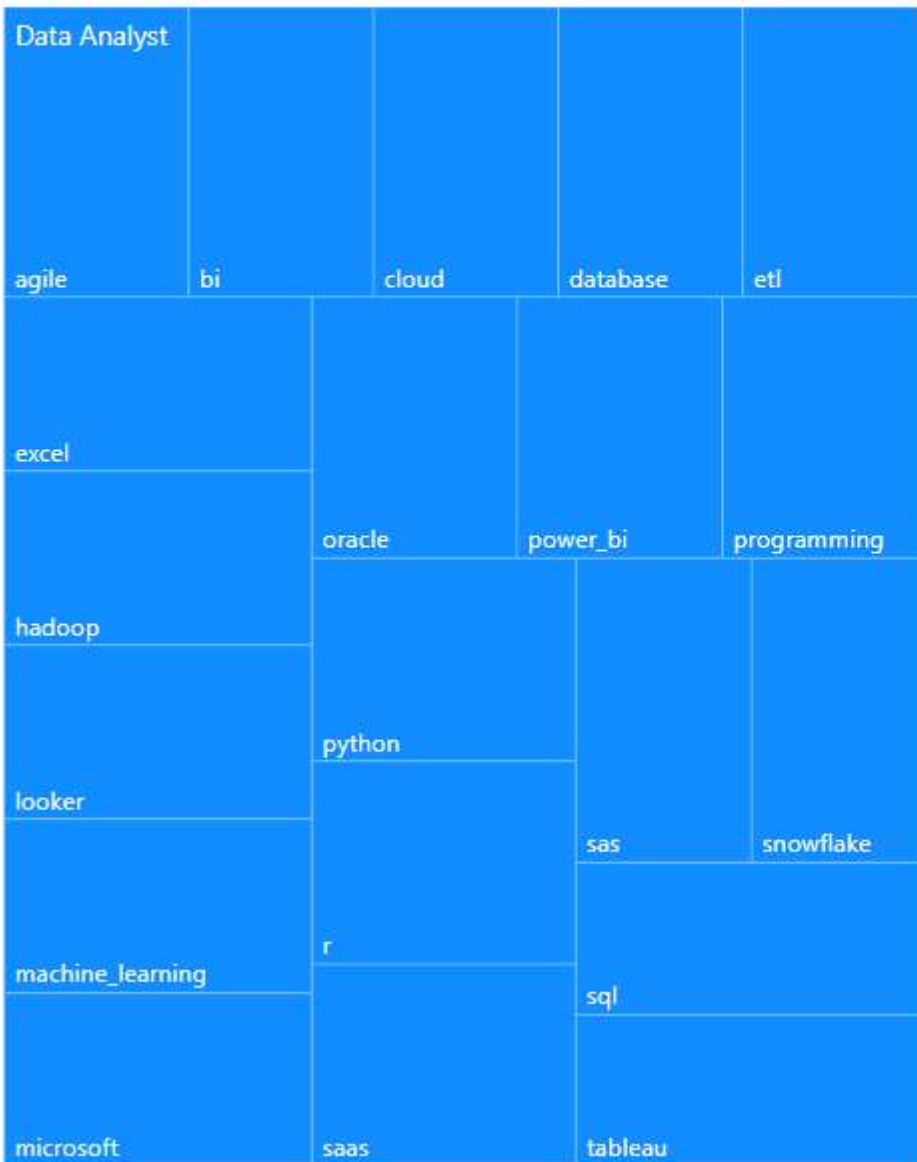 Data Analyst
agile
bi
cloud
database
etl
excel
hadoop
looker
machine_learning
microsoft
oracle
power_bi
programming
python
r
saas
sas
snowflake
sql
tableau